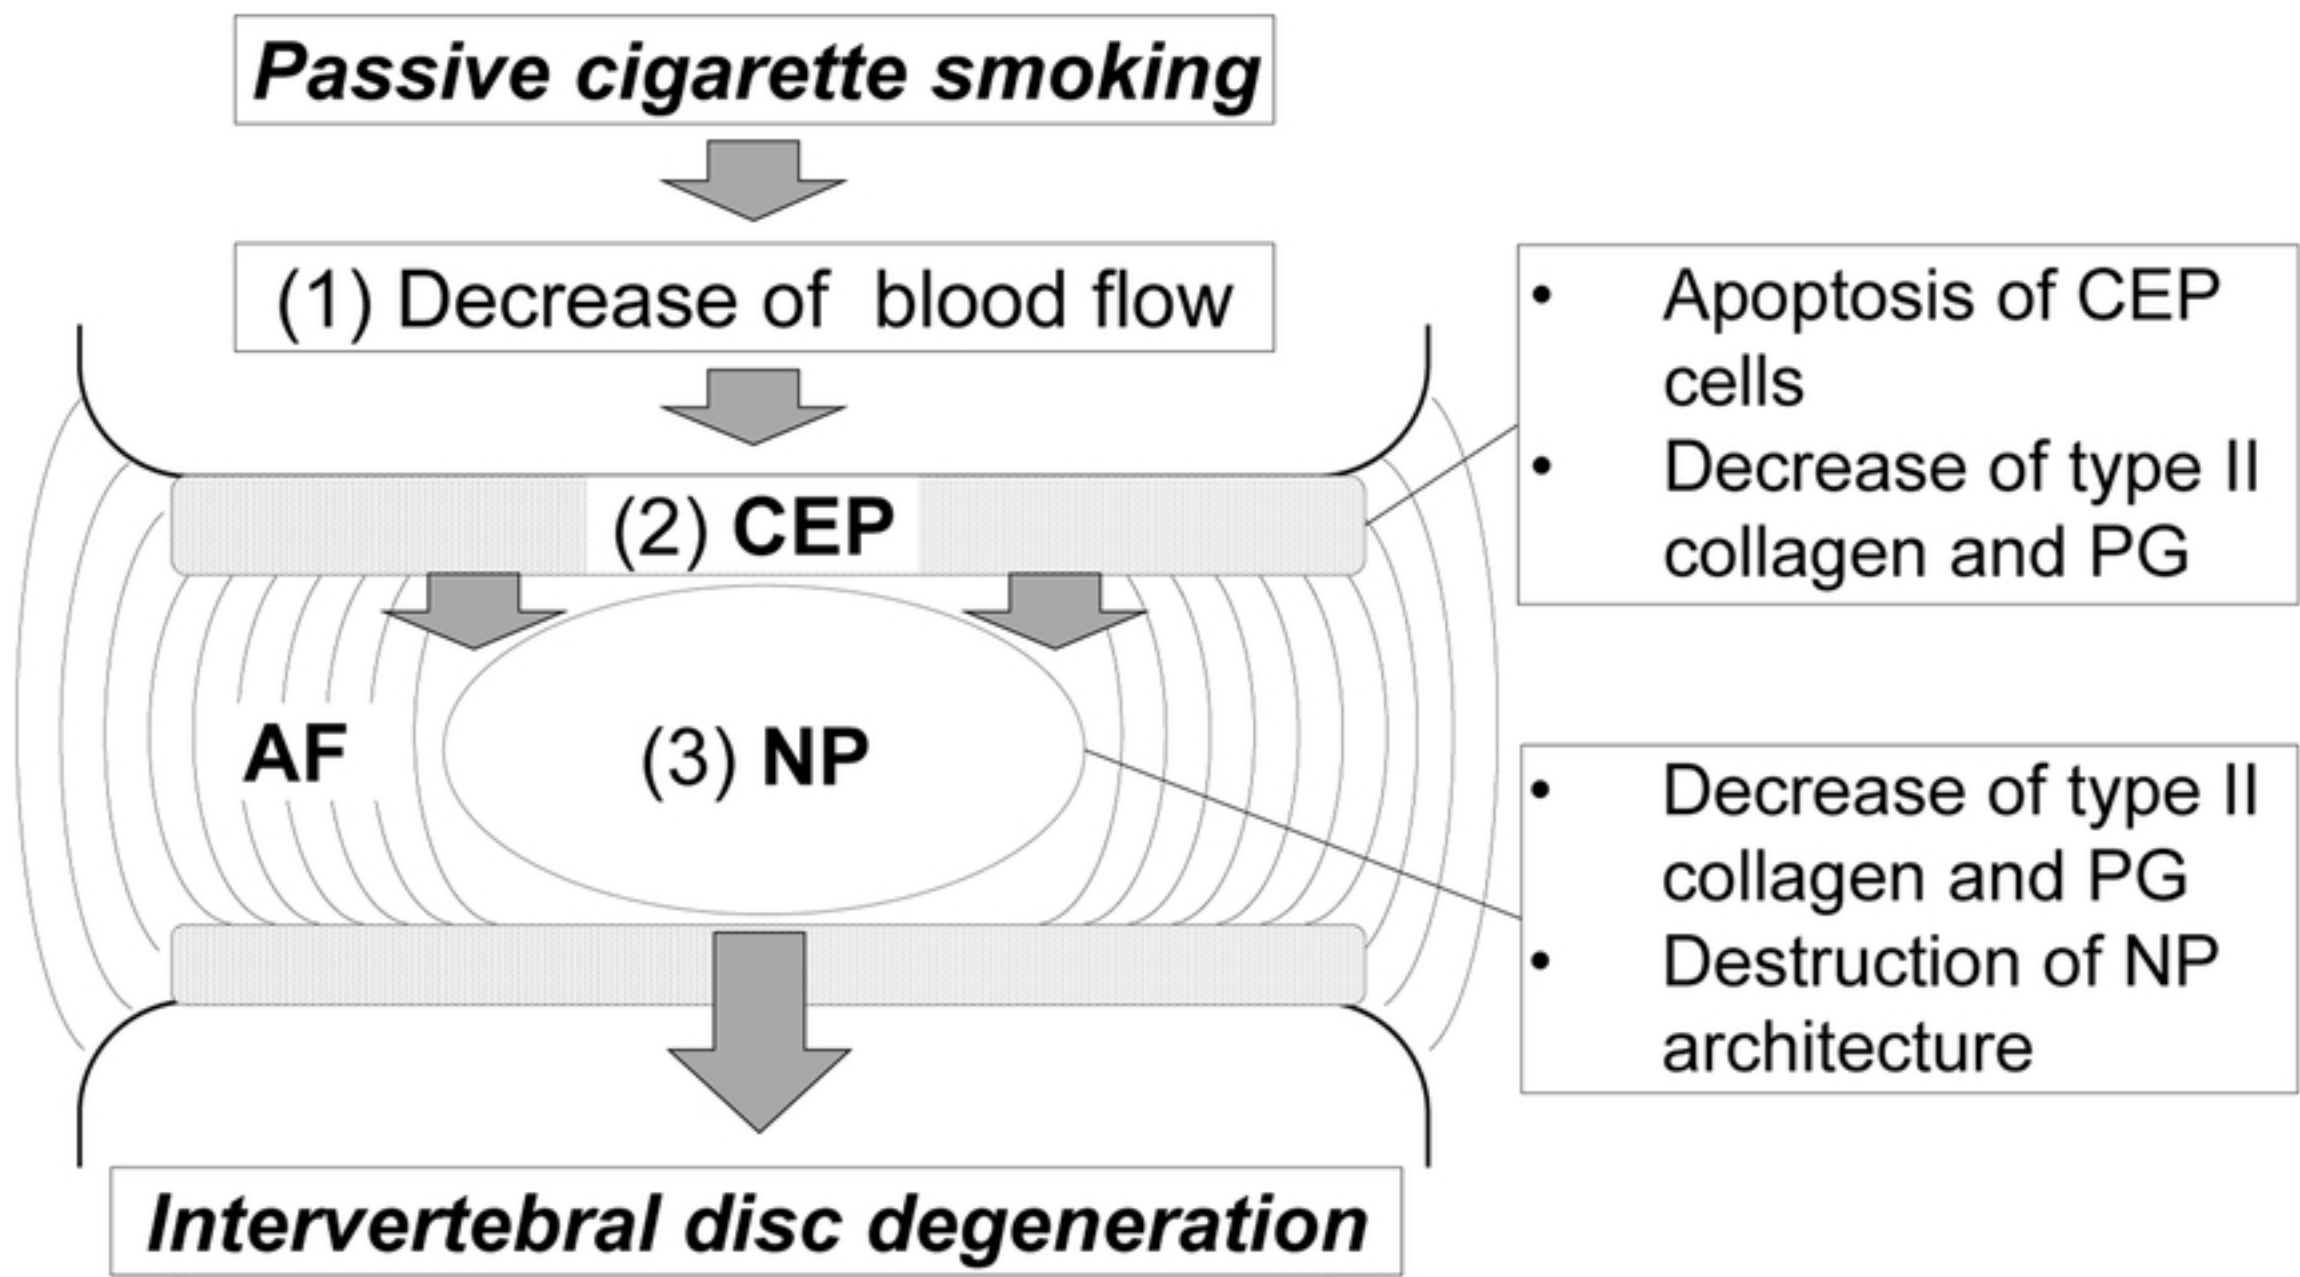 Passive cigarette smoking
(1) Decrease of blood flow
(2) CEP
AF
(3) NP
Intervertebral disc degeneration
• Apoptosis of CEP
cells
• Decrease of type II
collagen and PG
• Decrease of type II
collagen and PG
• Destruction of NP
architecture